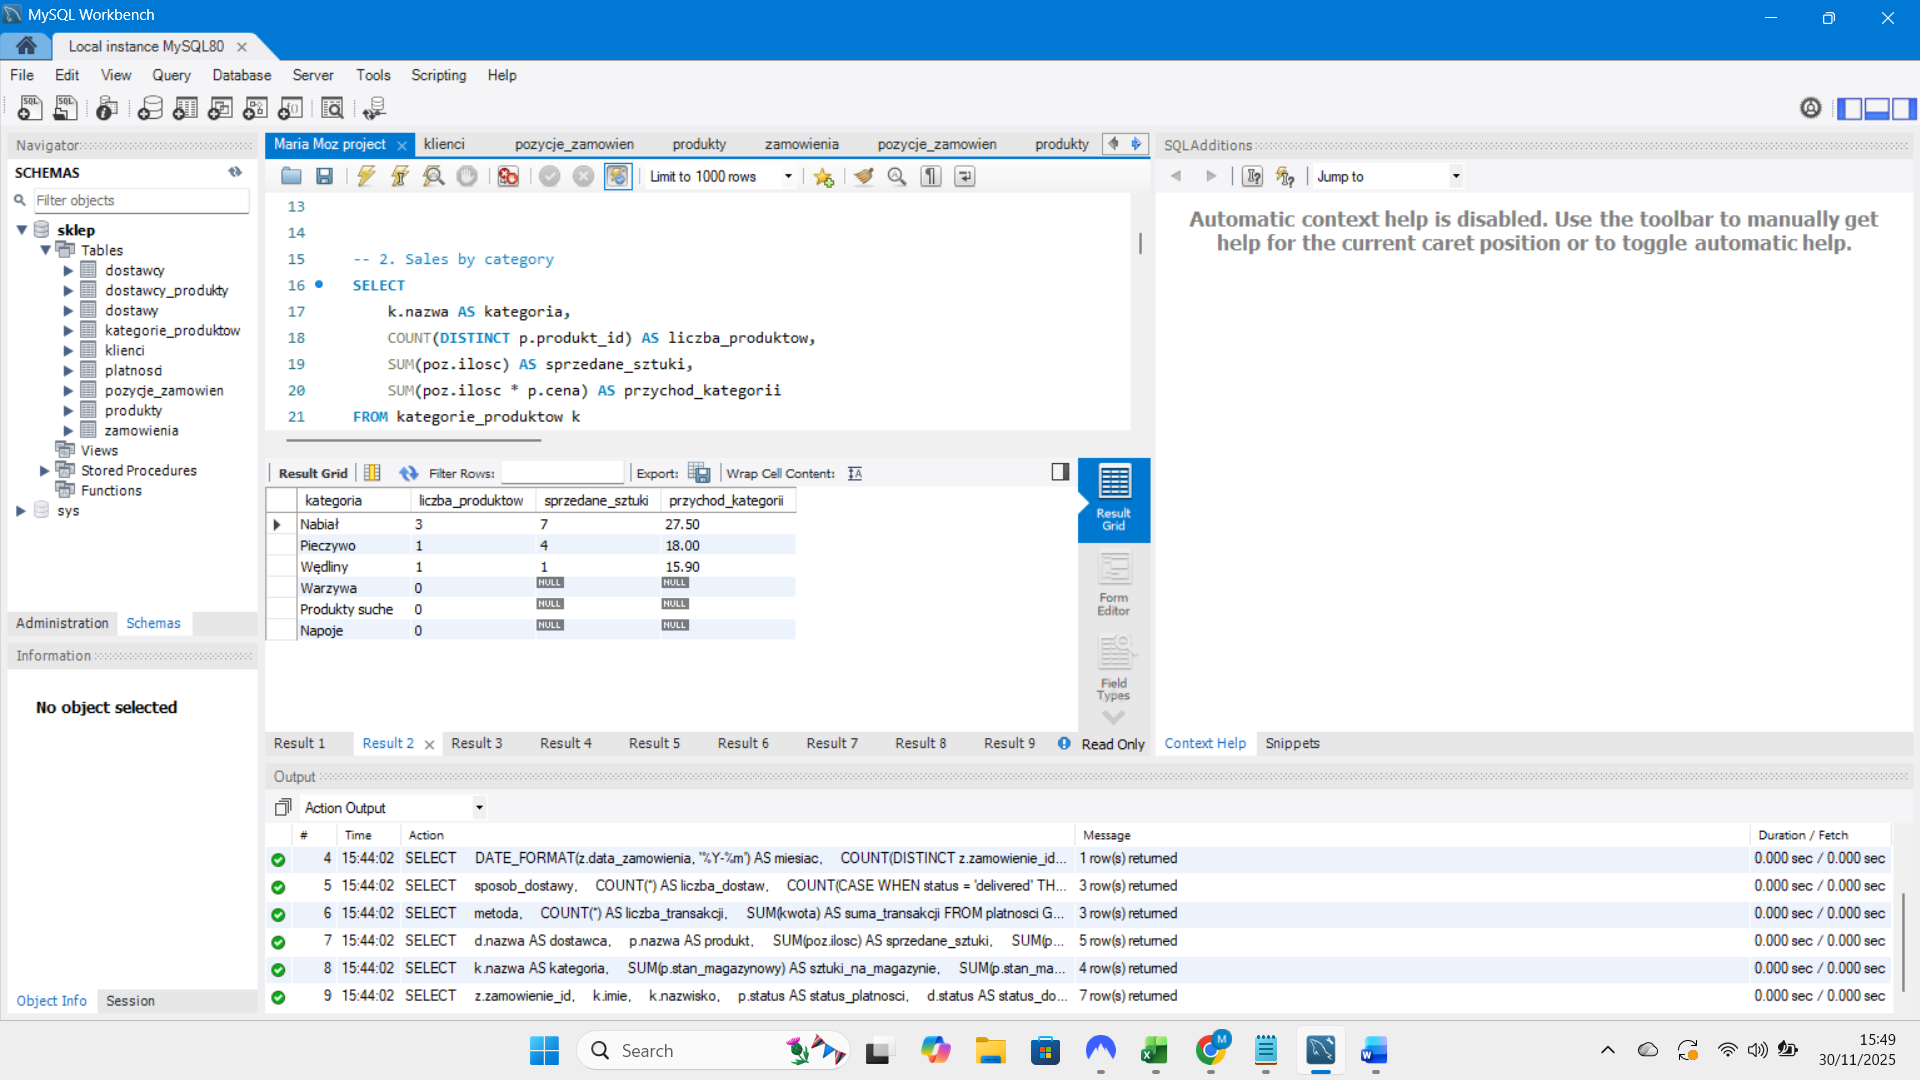 MySQL Workbench
Local instance MySQL80
File Edit View Query Database Server Tools Scripting Help
Navigator
SCHEMAS
Filter objects
sklep
Tables
dostawcy
dostawcy_produkty
dostawy
kategorie_produktow
klienci
platnosci
pozycje_zamowien
produkty
zamowienia
Views
Stored Procedures
Functions
sys
Administration Schemas
Information
No object selected
Object Info Session
Maria Moz project klienci pozycje_zamowien produkty zamowienia pozycje_zamowien produkty
Limit to 1000 rows
13
14
15 -- 2. Sales by category
16 SELECT
17 k.nazwa AS kategoria,
18 COUNT(DISTINCT p.produkt_id) AS liczba_produktow,
19 SUM(poz.ilosc) AS sprzedane_sztuki,
20 SUM(poz.ilosc * p.cena) AS przychod_kategorii
21 FROM kategorie_produktow k
Result Grid Filter Rows: Export: Wrap Cell Content:
kategoria liczba_produktow sprzedane_sztuki przychod_kategorii
Nabiał 3 7 27.50
Pieczywo 1 4 18.00
Wędliny 1 1 15.90
Warzywa 0 NULL NULL
Produkty suche 0 NULL NULL
Napoje 0 NULL NULL
Result Grid
Form Editor
Field Types
Result 1 Result 2 Result 3 Result 4 Result 5 Result 6 Result 7 Result 8 Result 9 Read Only
SQLAdditions
Jump to
Automatic context help is disabled. Use the toolbar to manually get
help for the current caret position or to toggle automatic help.
Context Help Snippets
Output
Action Output
# Time Action Message Duration / Fetch
4 15:44:02 SELECT DATE_FORMAT(z.data_zamowienia, '%Y-%m') AS miesiac, COUNT(DISTINCT z.zamowienie_id... 1 row(s) returned 0.000 sec / 0.000 sec
5 15:44:02 SELECT sposob_dostawy, COUNT(*) AS liczba_dostaw, COUNT(CASE WHEN status = 'delivered' TH... 3 row(s) returned 0.000 sec / 0.000 sec
6 15:44:02 SELECT metoda, COUNT(*) AS liczba_transakcji, SUM(kwota) AS suma_transakcji FROM platnosci G... 3 row(s) returned 0.000 sec / 0.000 sec
7 15:44:02 SELECT d.nazwa AS dostawca, p.nazwa AS produkt, SUM(poz.ilosc) AS sprzedane_sztuki, SUM(p... 5 row(s) returned 0.000 sec / 0.000 sec
8 15:44:02 SELECT k.nazwa AS kategoria, SUM(p.stan_magazynowy) AS sztuki_na_magazynie, SUM(p.stan_ma... 4 row(s) returned 0.000 sec / 0.000 sec
9 15:44:02 SELECT z.zamowienie_id, k.imie, k.nazwisko, p.status AS status_platnosci, d.status AS status_do... 7 row(s) returned 0.000 sec / 0.000 sec
Search
15:49
30/11/2025